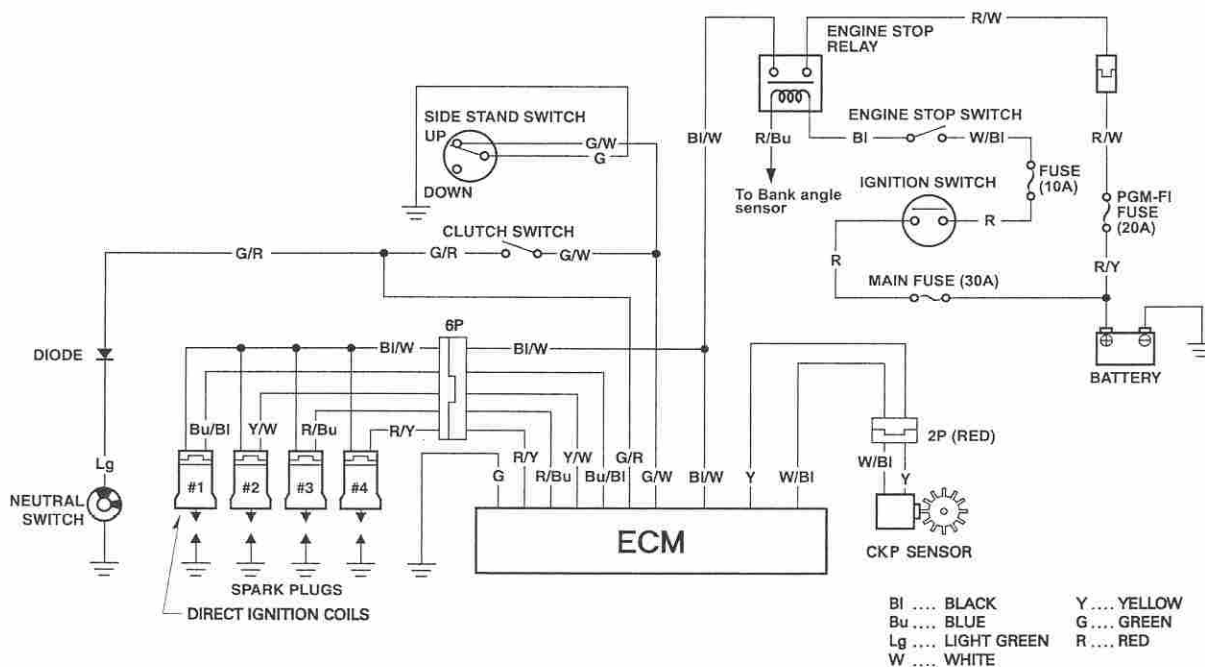 R/W
ENGINE STOP
RELAY
SIDE STAND SWITCH
UP
DOWN
G/W
G
Bl/W
R/Bu
Bl
ENGINE STOP SWITCH
W/Bl
R/W
To Bank angle
sensor
FUSE
(10A)
IGNITION SWITCH
R
PGM-FI
FUSE
(20A)
CLUTCH SWITCH
G/R
G/R
G/W
R
R/Y
MAIN FUSE (30A)
6P
DIODE
Bl/W
Bl/W
BATTERY
Bu/Bl
Y/W
R/Bu
R/Y
2P (RED)
Lg
R/Y
R/Bu
Y/W
Bu/Bl
G/R
G/W
Bl/W
Y
W/Bl
W/Bl
Y
G
NEUTRAL
SWITCH
#1
#2
#3
#4
ECM
CKP SENSOR
SPARK PLUGS
DIRECT IGNITION COILS
Bl .... BLACK
Bu .... BLUE
Lg .... LIGHT GREEN
W .... WHITE
Y .... YELLOW
G .... GREEN
R .... RED